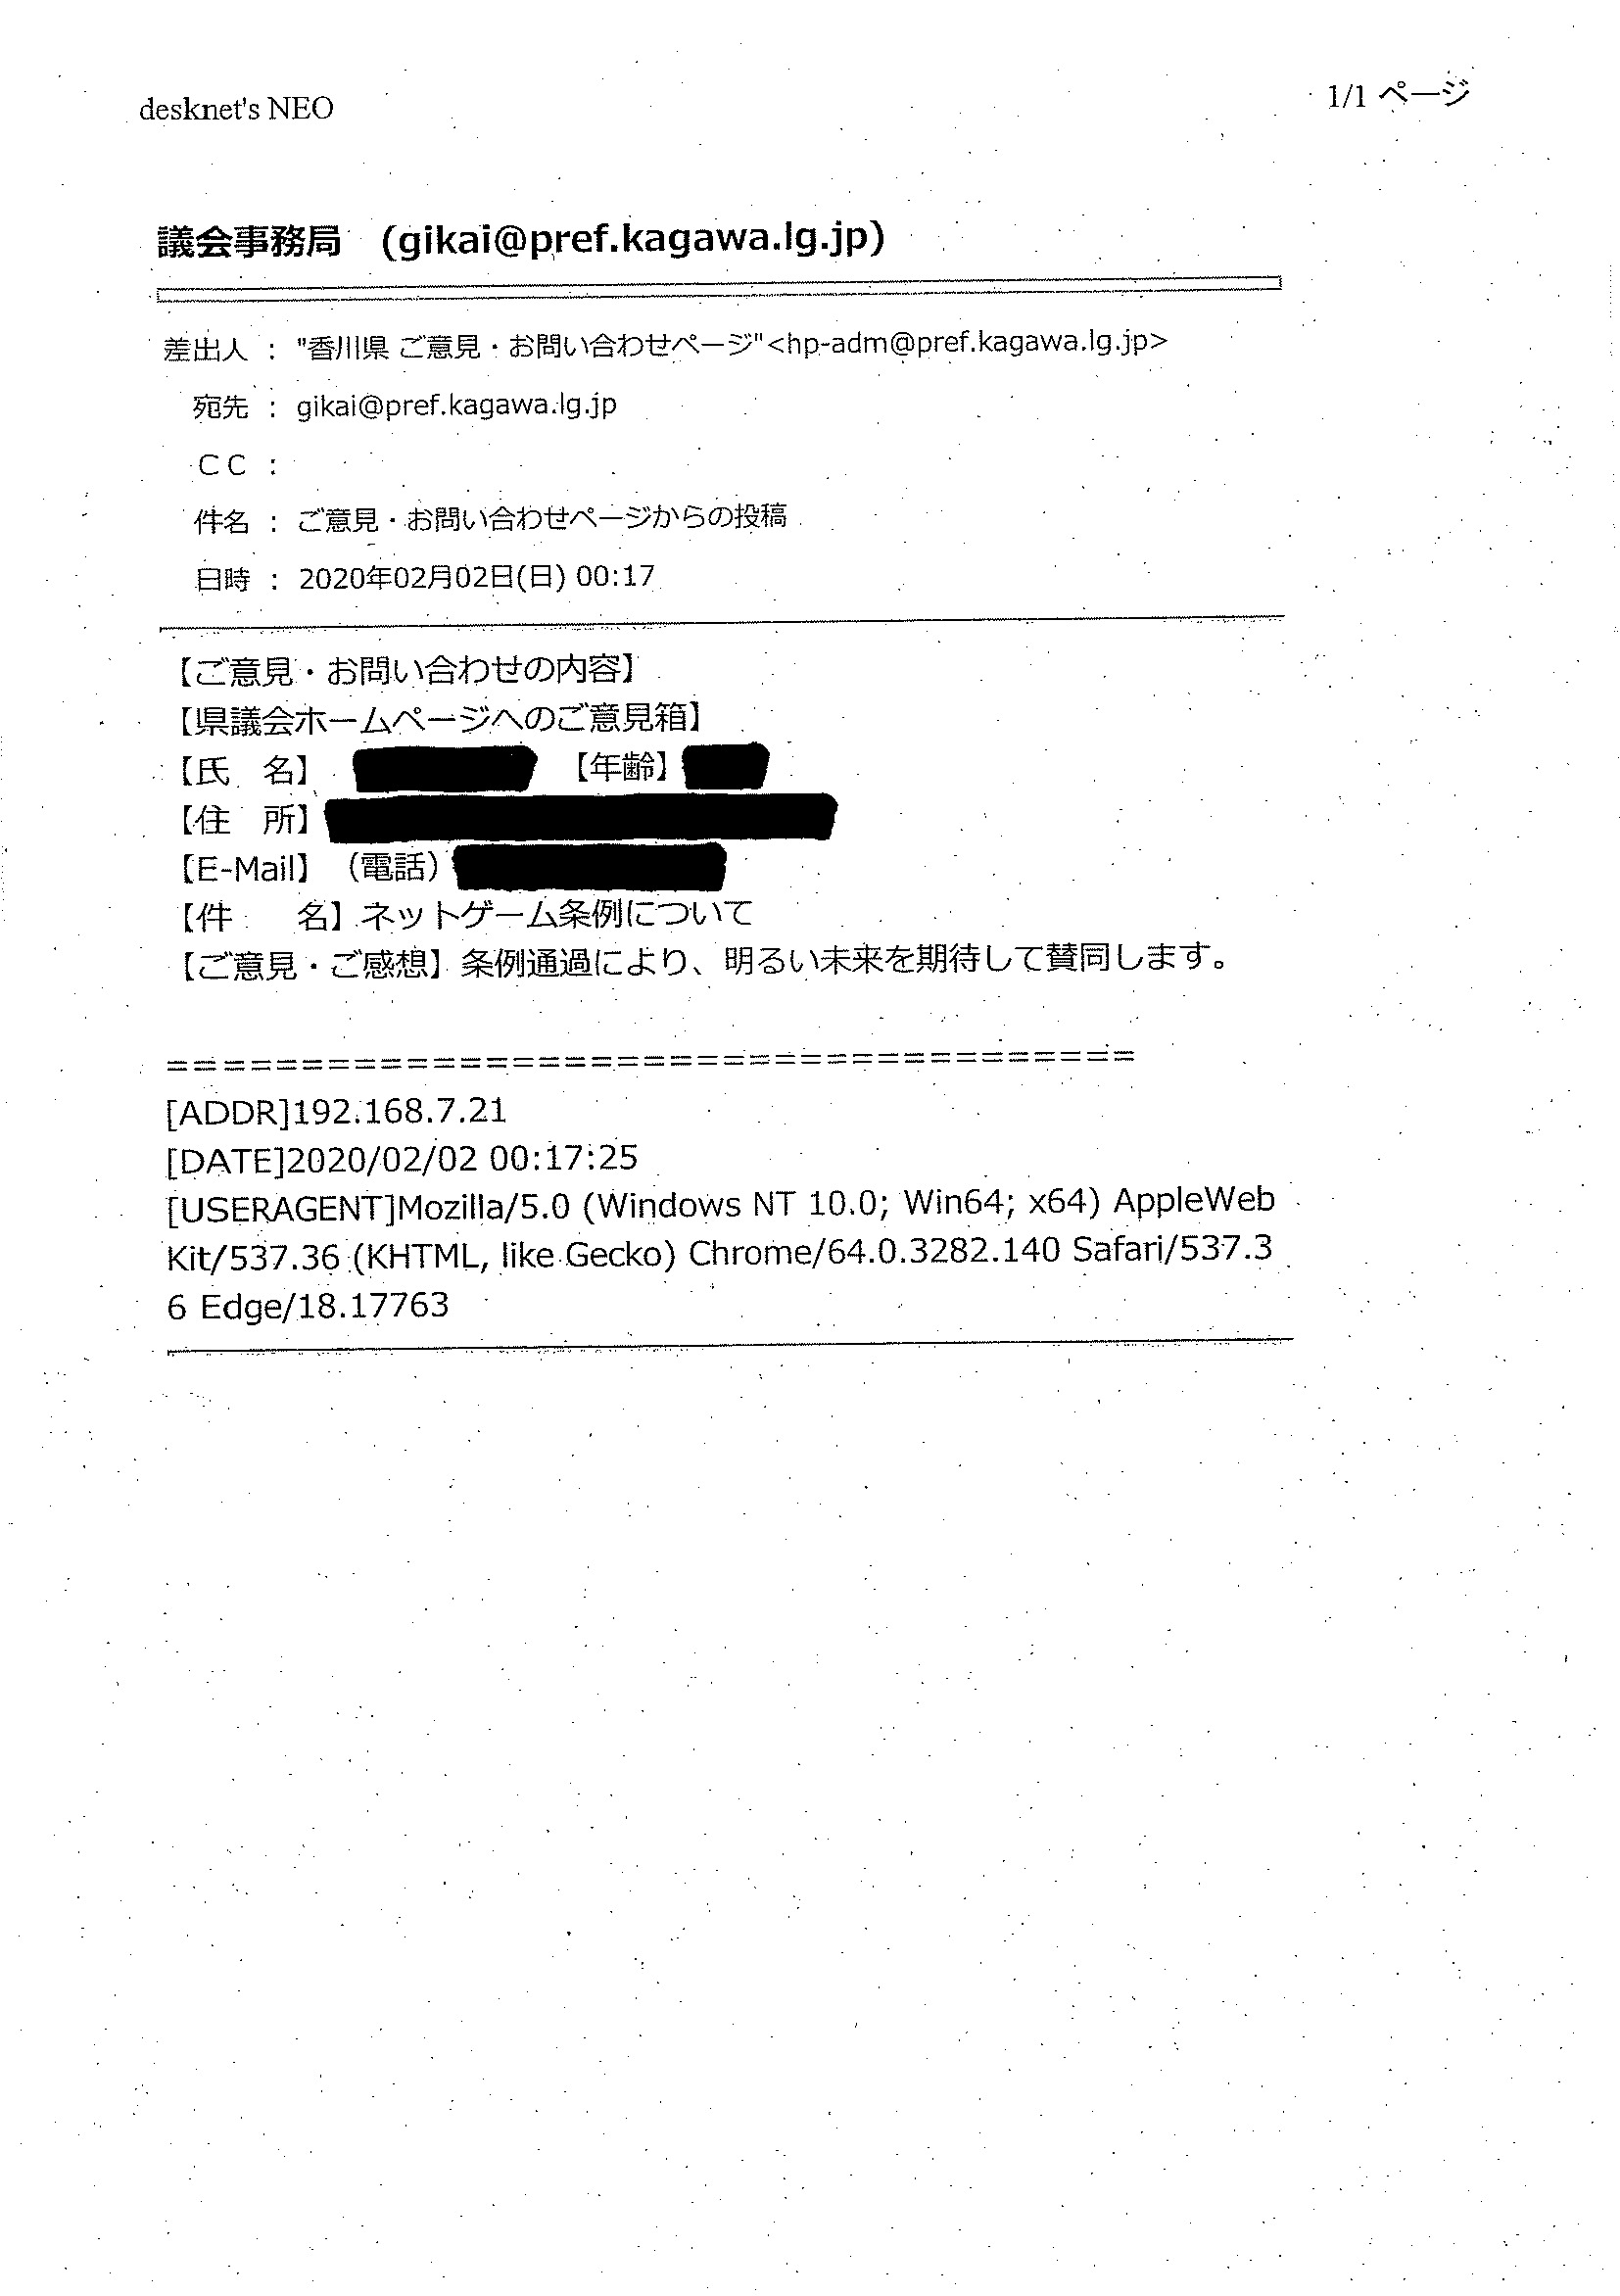 desknet's NEO
1/1 ページ
議会事務局　(gikai@pref.kagawa.lg.jp)
差出人 : "香川県 ご意見・お問い合わせページ"<hp-adm@pref.kagawa.lg.jp>
宛先 : gikai@pref.kagawa.lg.jp
ＣＣ :
件名 : ご意見・お問い合わせページからの投稿
日時 : 2020年02月02日(日) 00:17
【ご意見・お問い合わせの内容】
【県議会ホームページへのご意見箱】
【氏　名】　【年齢】
【住　所】
【E-Mail】（電話）
【件　　名】ネットゲーム条例について
【ご意見・ご感想】条例通過により、明るい未来を期待して賛同します。
=====================================
[ADDR]192.168.7.21
[DATE]2020/02/02 00:17:25
[USERAGENT]Mozilla/5.0 (Windows NT 10.0; Win64; x64) AppleWeb
Kit/537.36 (KHTML, like Gecko) Chrome/64.0.3282.140 Safari/537.3
6 Edge/18.17763